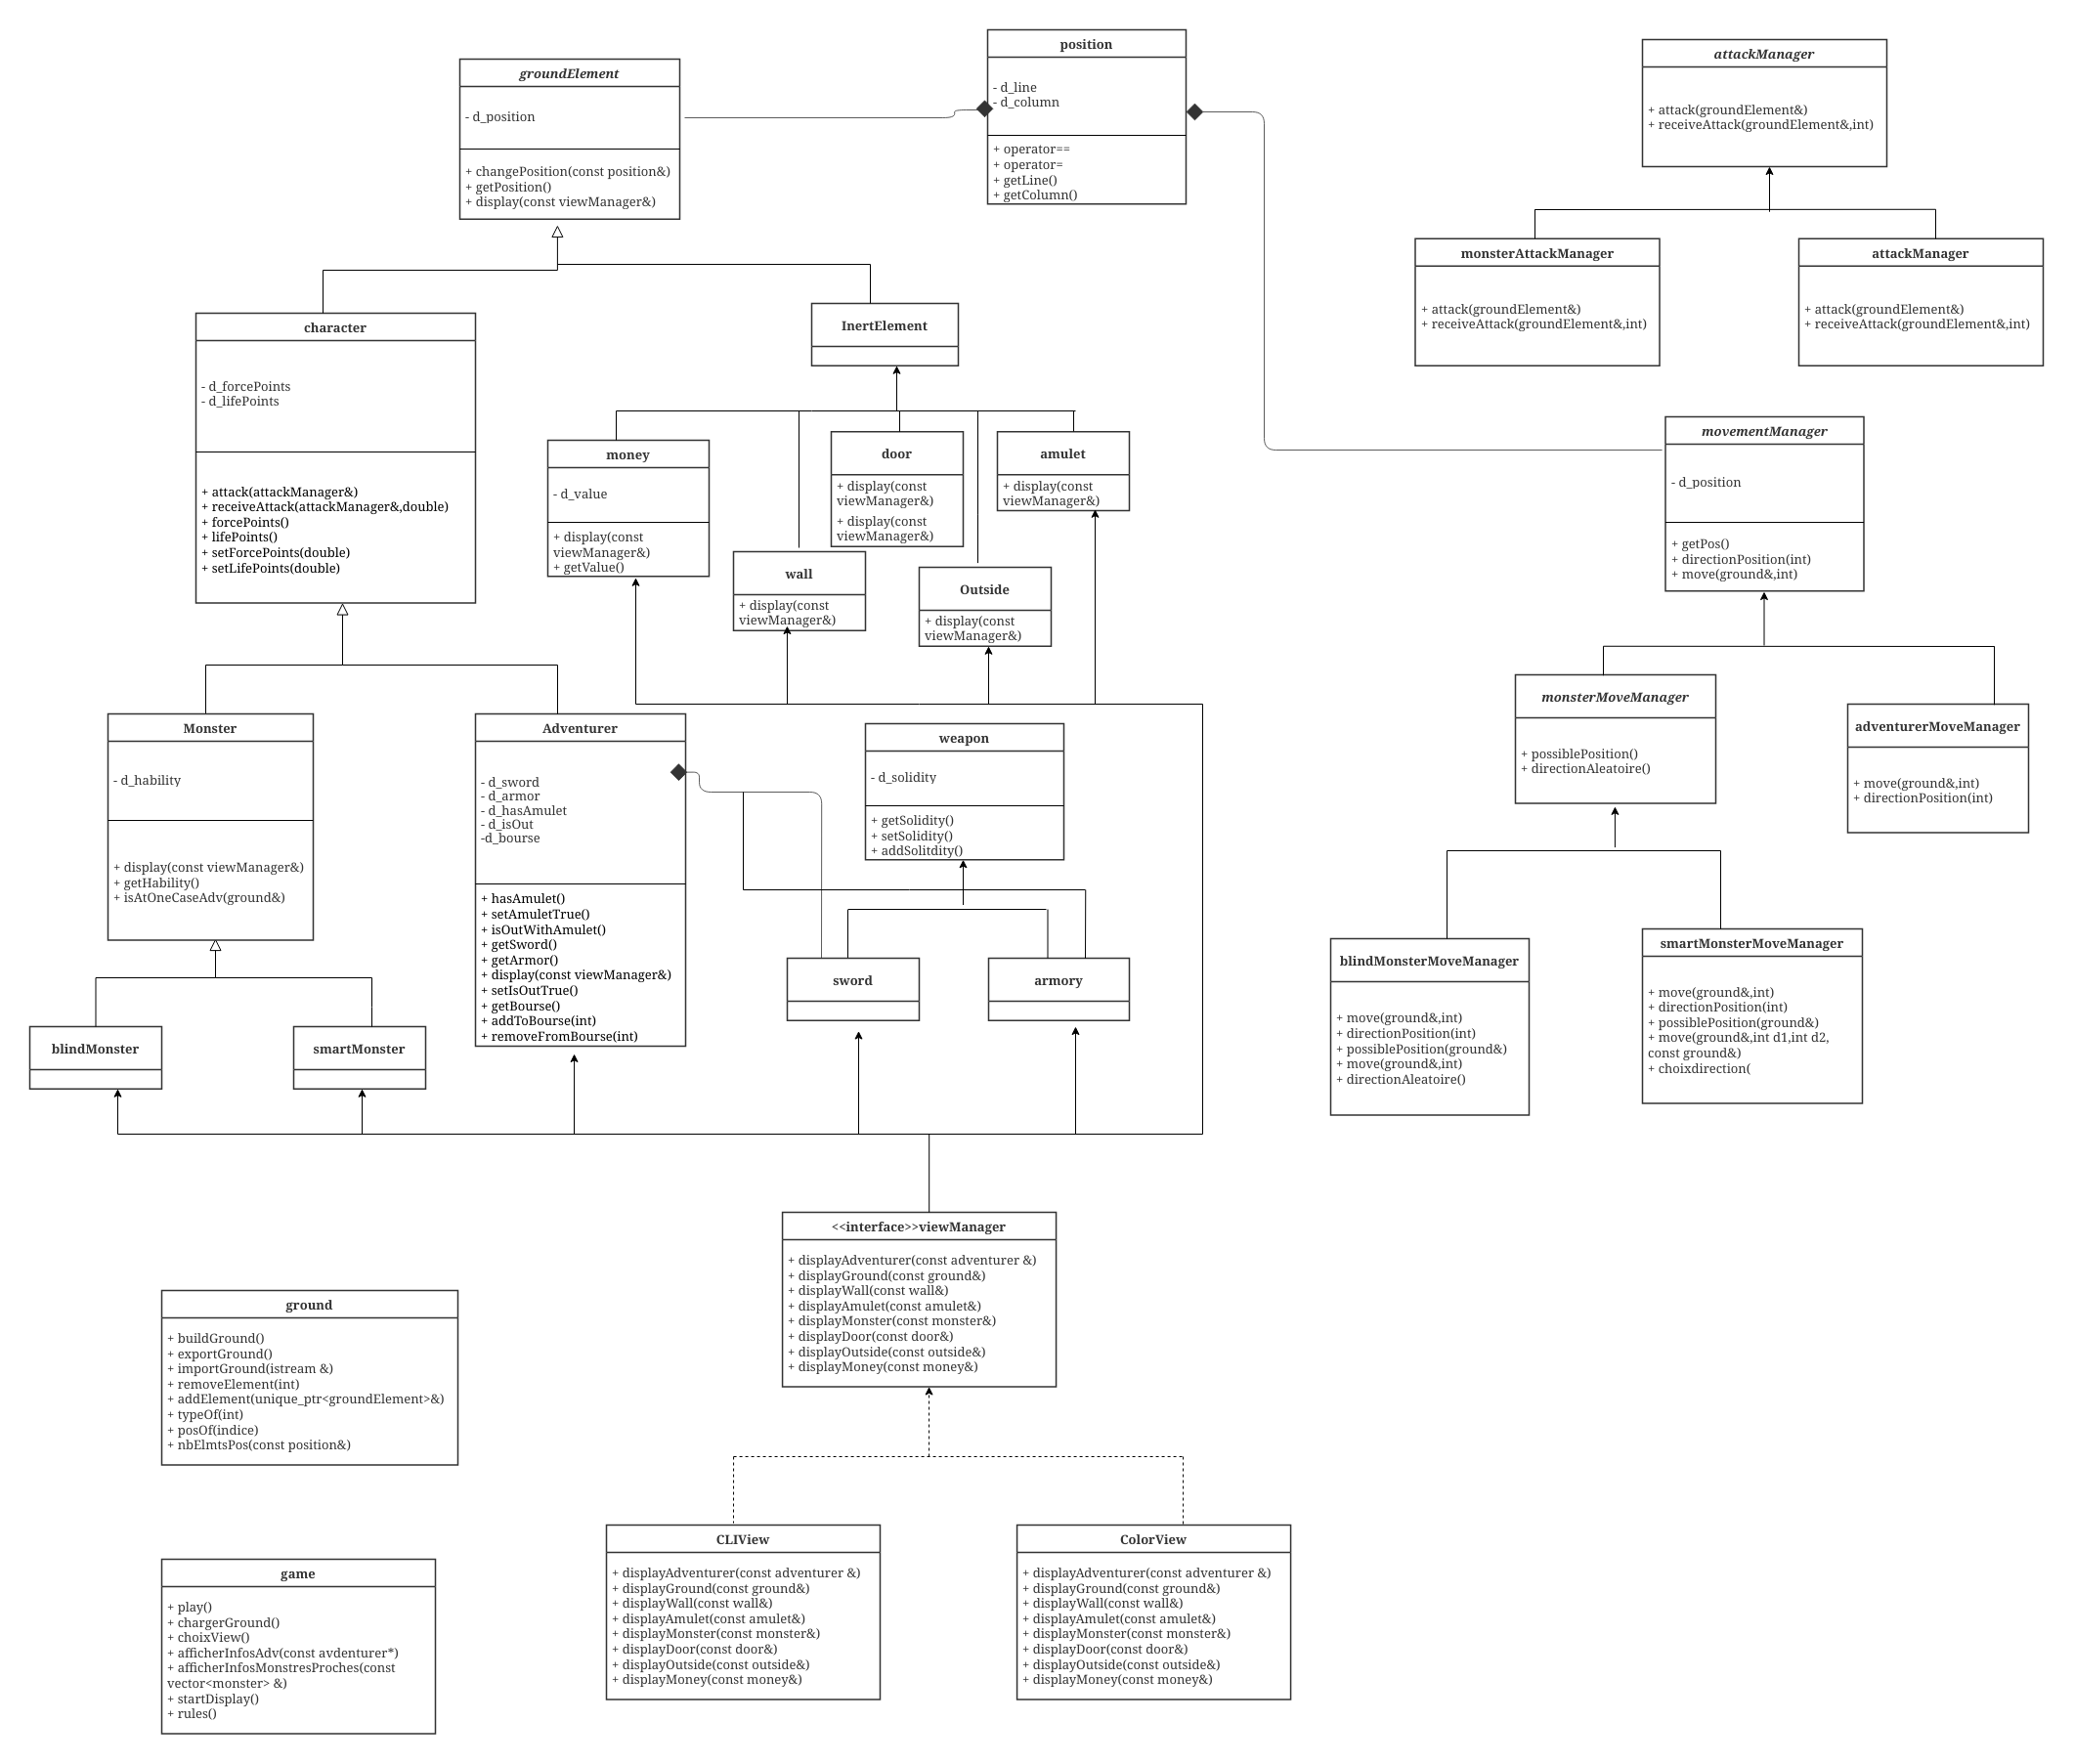 groundElement
- d_position
+ changePosition(const position&)
+ getPosition()
+ display(const viewManager&)
position
- d_line
- d_column
+ operator==
+ operator=
+ getLine()
+ getColumn()
attackManager
+ attack(groundElement&)
+ receiveAttack(groundElement&,int)
monsterAttackManager
+ attack(groundElement&)
+ receiveAttack(groundElement&,int)
attackManager
+ attack(groundElement&)
+ receiveAttack(groundElement&,int)
character
- d_forcePoints
- d_lifePoints
+ attack(attackManager&)
+ receiveAttack(attackManager&,double)
+ forcePoints()
+ lifePoints()
+ setForcePoints(double)
+ setLifePoints(double)
InertElement
money
- d_value
+ display(const
viewManager&)
+ getValue()
door
+ display(const
viewManager&)
+ display(const
viewManager&)
amulet
+ display(const
viewManager&)
wall
+ display(const
viewManager&)
Outside
+ display(const
viewManager&)
movementManager
- d_position
+ getPos()
+ directionPosition(int)
+ move(ground&,int)
monsterMoveManager
+ possiblePosition()
+ directionAleatoire()
adventurerMoveManager
+ move(ground&,int)
+ directionPosition(int)
Monster
- d_hability
+ display(const viewManager&)
+ getHability()
+ isAtOneCaseAdv(ground&)
Adventurer
- d_sword
- d_armor
- d_hasAmulet
- d_isOut
-d_bourse
+ hasAmulet()
+ setAmuletTrue()
+ isOutWithAmulet()
+ getSword()
+ getArmor()
+ display(const viewManager&)
+ setIsOutTrue()
+ getBourse()
+ addToBourse(int)
+ removeFromBourse(int)
weapon
- d_solidity
+ getSolidity()
+ setSolidity()
+ addSolitdity()
sword
armory
blindMonster
smartMonster
blindMonsterMoveManager
+ move(ground&,int)
+ directionPosition(int)
+ possiblePosition(ground&)
+ move(ground&,int)
+ directionAleatoire()
smartMonsterMoveManager
+ move(ground&,int)
+ directionPosition(int)
+ possiblePosition(ground&)
+ move(ground&,int d1,int d2,
const ground&)
+ choixdirection(
<<interface>>viewManager
+ displayAdventurer(const adventurer &)
+ displayGround(const ground&)
+ displayWall(const wall&)
+ displayAmulet(const amulet&)
+ displayMonster(const monster&)
+ displayDoor(const door&)
+ displayOutside(const outside&)
+ displayMoney(const money&)
ground
+ buildGround()
+ exportGround()
+ importGround(istream &)
+ removeElement(int)
+ addElement(unique_ptr<groundElement>&)
+ typeOf(int)
+ posOf(indice)
+ nbElmtsPos(const position&)
game
+ play()
+ chargerGround()
+ choixView()
+ afficherInfosAdv(const avdenturer*)
+ afficherInfosMonstresProches(const
vector<monster> &)
+ startDisplay()
+ rules()
CLIView
+ displayAdventurer(const adventurer &)
+ displayGround(const ground&)
+ displayWall(const wall&)
+ displayAmulet(const amulet&)
+ displayMonster(const monster&)
+ displayDoor(const door&)
+ displayOutside(const outside&)
+ displayMoney(const money&)
ColorView
+ displayAdventurer(const adventurer &)
+ displayGround(const ground&)
+ displayWall(const wall&)
+ displayAmulet(const amulet&)
+ displayMonster(const monster&)
+ displayDoor(const door&)
+ displayOutside(const outside&)
+ displayMoney(const money&)